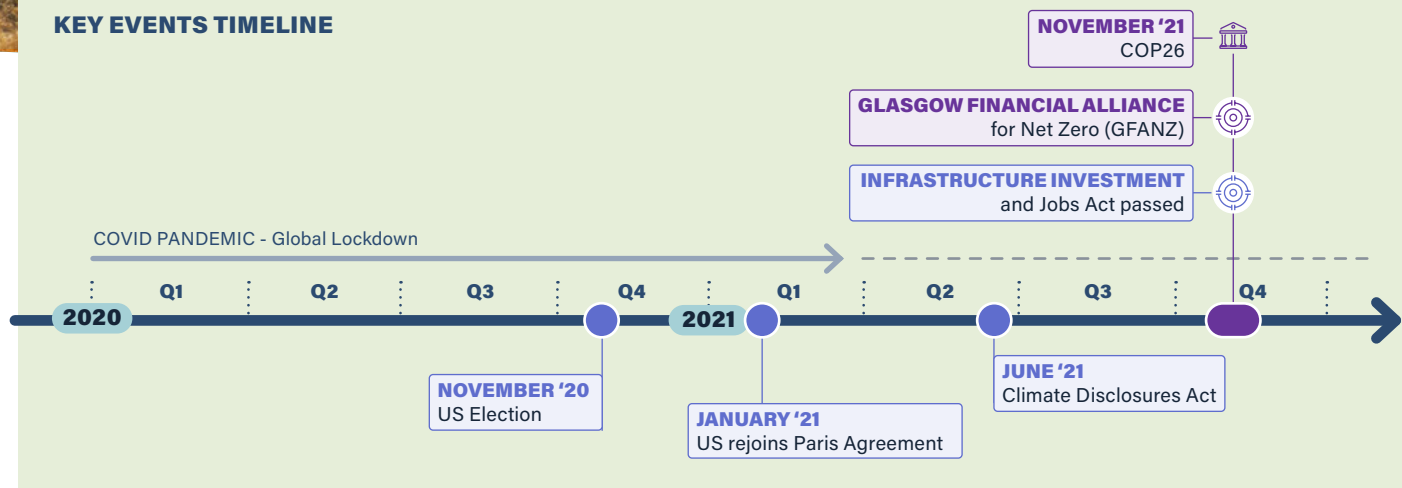 KEY EVENTS TIMELINE
NOVEMBER ‘21
COP26
GLASGOW FINANCIAL ALLIANCE
for Net Zero (GFANZ)
INFRASTRUCTURE INVESTMENT
and Jobs Act passed
COVID PANDEMIC - Global Lockdown
Q1 Q2 Q3 Q4 Q1 Q2 Q3 Q4
2020 2021
NOVEMBER ‘20
US Election
JANUARY ‘21
US rejoins Paris Agreement
JUNE ‘21
Climate Disclosures Act